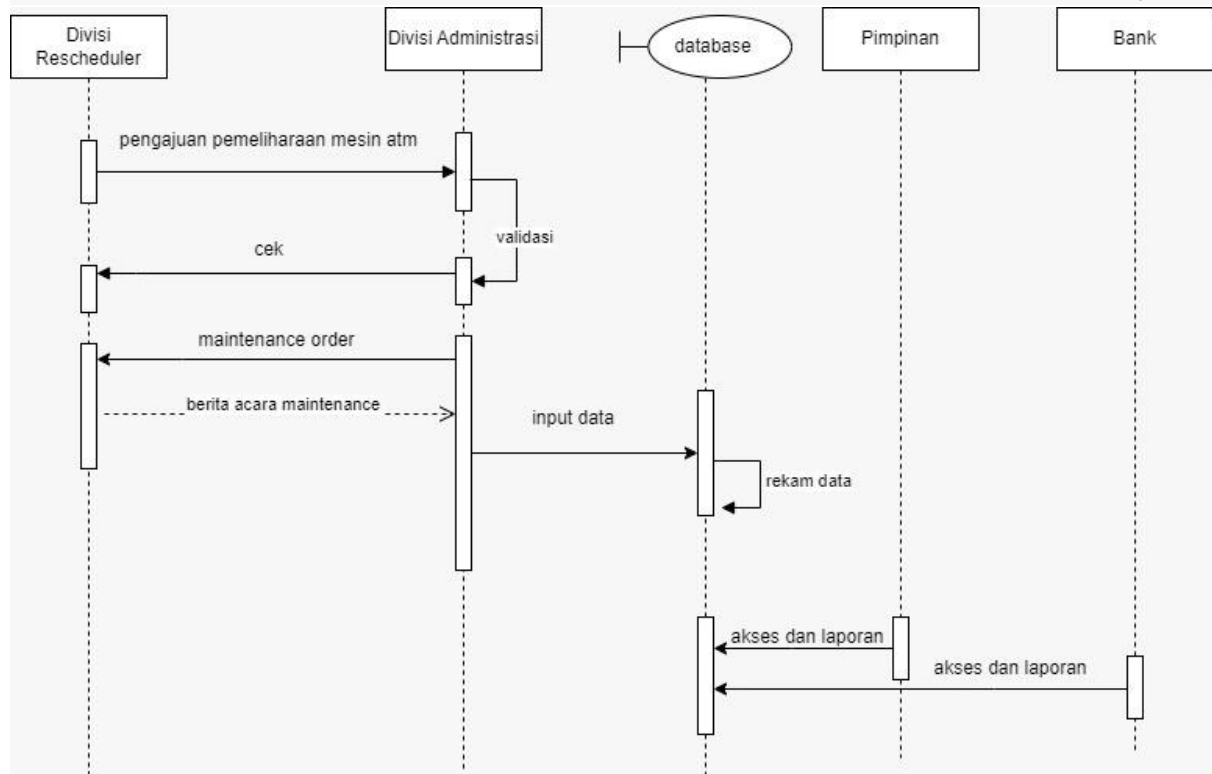 Divisi
Rescheduler
Divisi Administrasi
database
Pimpinan
Bank
pengajuan pemeliharaan mesin atm
validasi
cek
maintenance order
berita acara maintenance
input data
rekam data
akses dan laporan
akses dan laporan